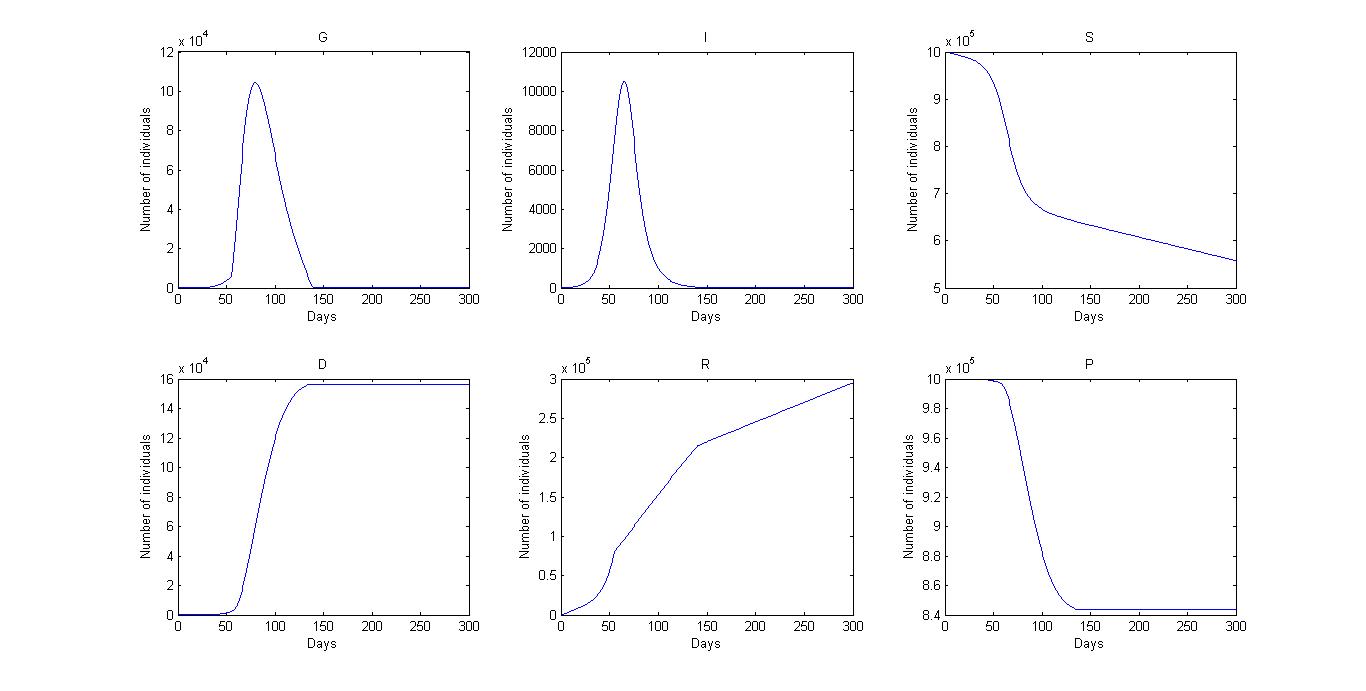 G
x 10^4
Number of individuals
12
10
8
6
4
2
0
0 50 100 150 200 250 300
Days
I
Number of individuals
12000
10000
8000
6000
4000
2000
0
0 50 100 150 200 250 300
Days
S
x 10^5
Number of individuals
10
9
8
7
6
5
0 50 100 150 200 250 300
Days
D
x 10^4
Number of individuals
16
14
12
10
8
6
4
2
0
0 50 100 150 200 250 300
Days
R
x 10^5
Number of individuals
3
2.5
2
1.5
1
0.5
0
0 50 100 150 200 250 300
Days
P
x 10^5
Number of individuals
10
9.8
9.6
9.4
9.2
9
8.8
8.6
8.4
0 50 100 150 200 250 300
Days